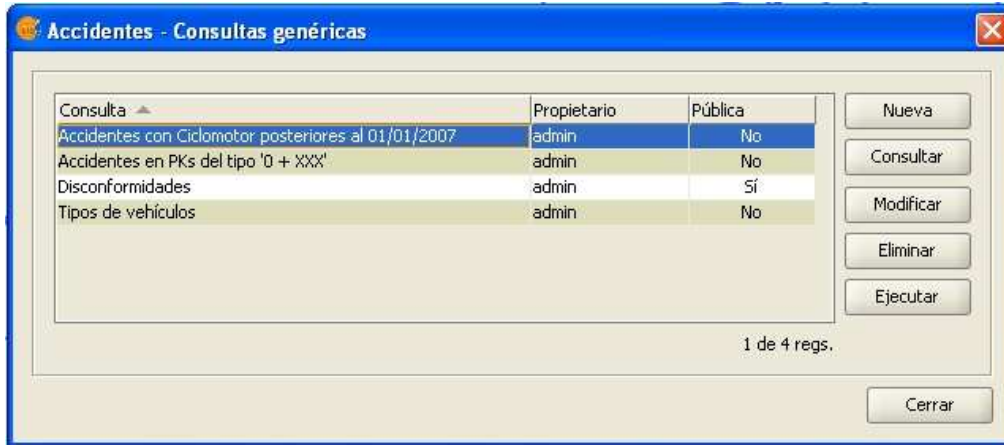 Accidentes - Consultas genéricas
Consulta Propietario Pública
Accidentes con Ciclomotor posteriores al 01/01/2007 admin No
Accidentes en PKs del tipo '0 + XXX' admin No
Disconformidades admin Sí
Tipos de vehículos admin No
Nueva
Consultar
Modificar
Eliminar
Ejecutar
1 de 4 regs.
Cerrar